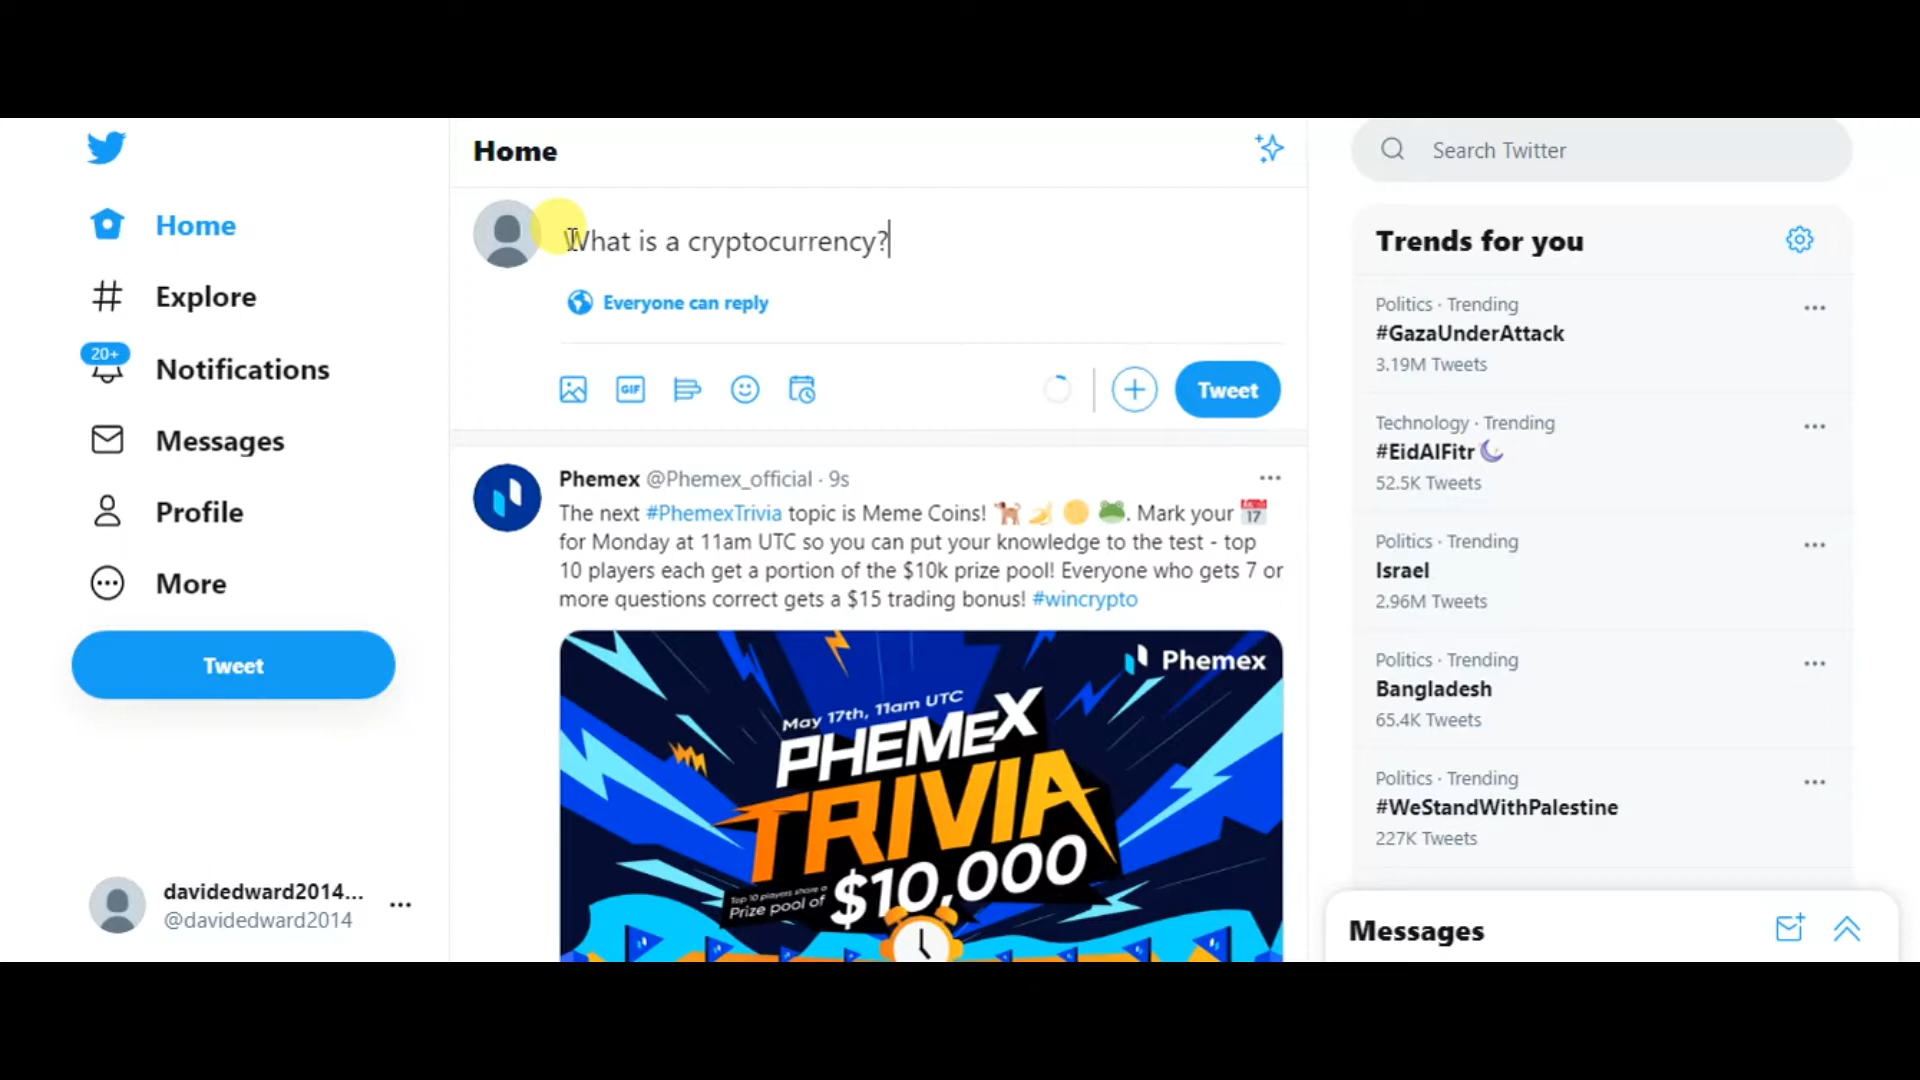 Home
Explore
20+
Notifications
Messages
Profile
More
Tweet
davidedward2014...
@davidedward2014
Home
What is a cryptocurrency?
Everyone can reply
GIF
Tweet
Phemex @Phemex_official · 9s
The next #PhemexTrivia topic is Meme Coins! 🐕 🍌 🟡 🐸. Mark your 📅
for Monday at 11am UTC so you can put your knowledge to the test - top
10 players each get a portion of the $10k prize pool! Everyone who gets 7 or
more questions correct gets a $15 trading bonus! #wincrypto
Phemex
May 17th, 11am UTC
PHEMEX
TRIVIA
Top 10 players share a
Prize pool of $10,000
Search Twitter
Trends for you
Politics · Trending
#GazaUnderAttack
3.19M Tweets
Technology · Trending
#EidAlFitr
52.5K Tweets
Politics · Trending
Israel
2.96M Tweets
Politics · Trending
Bangladesh
65.4K Tweets
Politics · Trending
#WeStandWithPalestine
227K Tweets
Messages